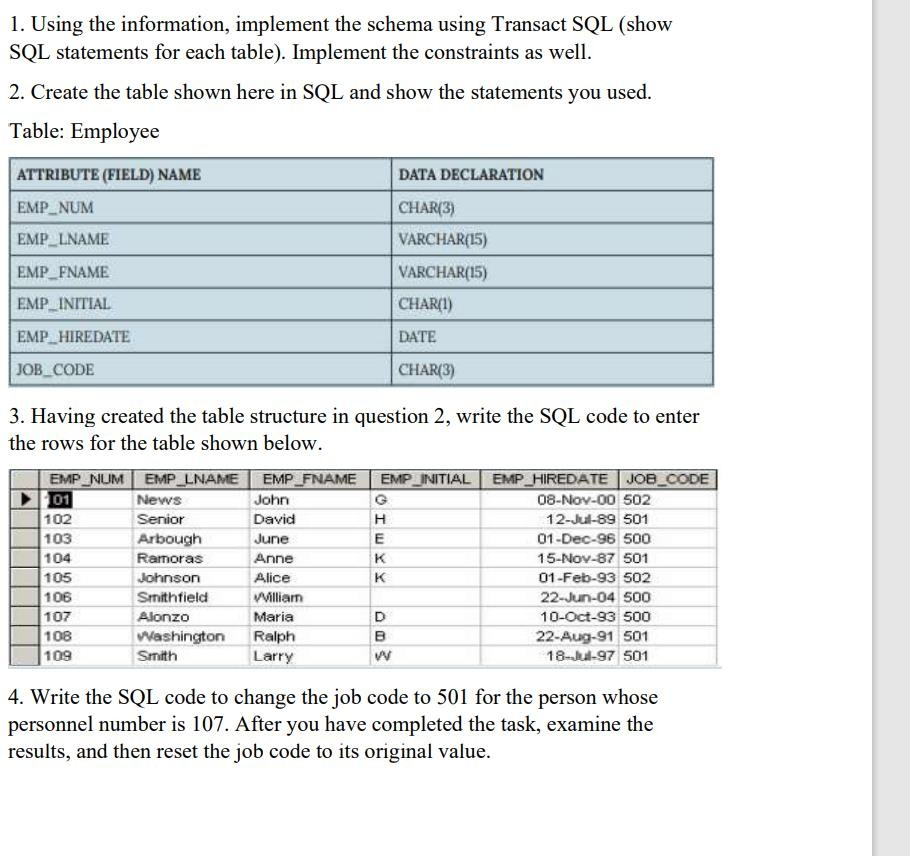 1. Using the information, implement the schema using Transact SQL (show
SQL statements for each table). Implement the constraints as well.
2. Create the table shown here in SQL and show the statements you used.
Table: Employee
ATTRIBUTE (FIELD) NAME DATA DECLARATION
EMP_NUM CHAR(3)
EMP_LNAME VARCHAR(15)
EMP_FNAME VARCHAR(15)
EMP_INITIAL CHAR(1)
EMP_HIREDATE DATE
JOB_CODE CHAR(3)
3. Having created the table structure in question 2, write the SQL code to enter
the rows for the table shown below.
EMP_NUM EMP_LNAME EMP_FNAME EMP_INITIAL EMP_HIREDATE JOB_CODE
101 News John G 08-Nov-00 502
102 Senior David H 12-Jul-89 501
103 Arbough June E 01-Dec-96 500
104 Ramoras Anne K 15-Nov-87 501
105 Johnson Alice K 01-Feb-93 502
106 Smithfield William 22-Jun-04 500
107 Alonzo Maria D 10-Oct-93 500
108 Washington Ralph B 22-Aug-91 501
109 Smith Larry W 18-Jul-97 501
4. Write the SQL code to change the job code to 501 for the person whose
personnel number is 107. After you have completed the task, examine the
results, and then reset the job code to its original value.